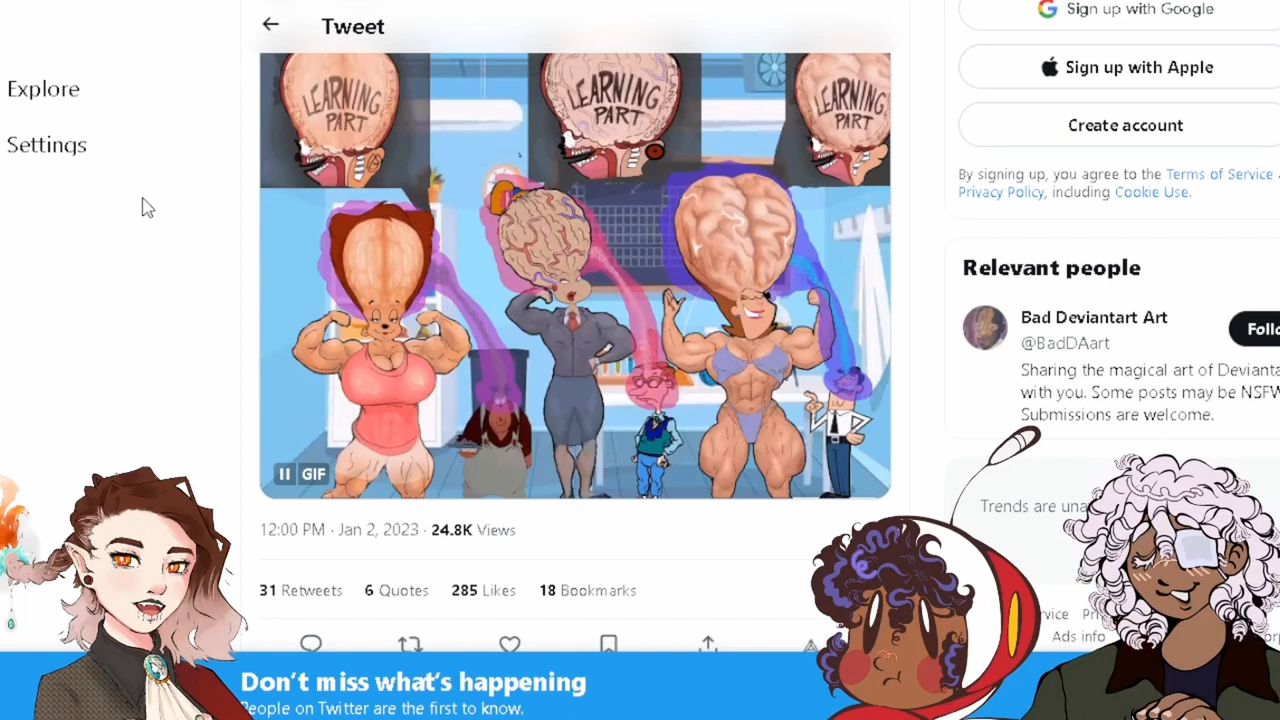 Tweet
Sign up with Google
Sign up with Apple
Create account
Explore
Settings
LEARNING
PART
LEARNING
PART
LEARNING
PART
By signing up, you agree to the Terms of Service
Privacy Policy, including Cookie Use.
Relevant people
Bad Deviantart Art
@BadDAart
Sharing the magical art of
with you. Some posts may be
Submissions are welcome.
GIF
12:00 PM · Jan 2, 2023 · 24.8K Views
31 Retweets 6 Quotes 285 Likes 18 Bookmarks
Trends are
Ads info
Don't miss what's happening
People on Twitter are the first to know.